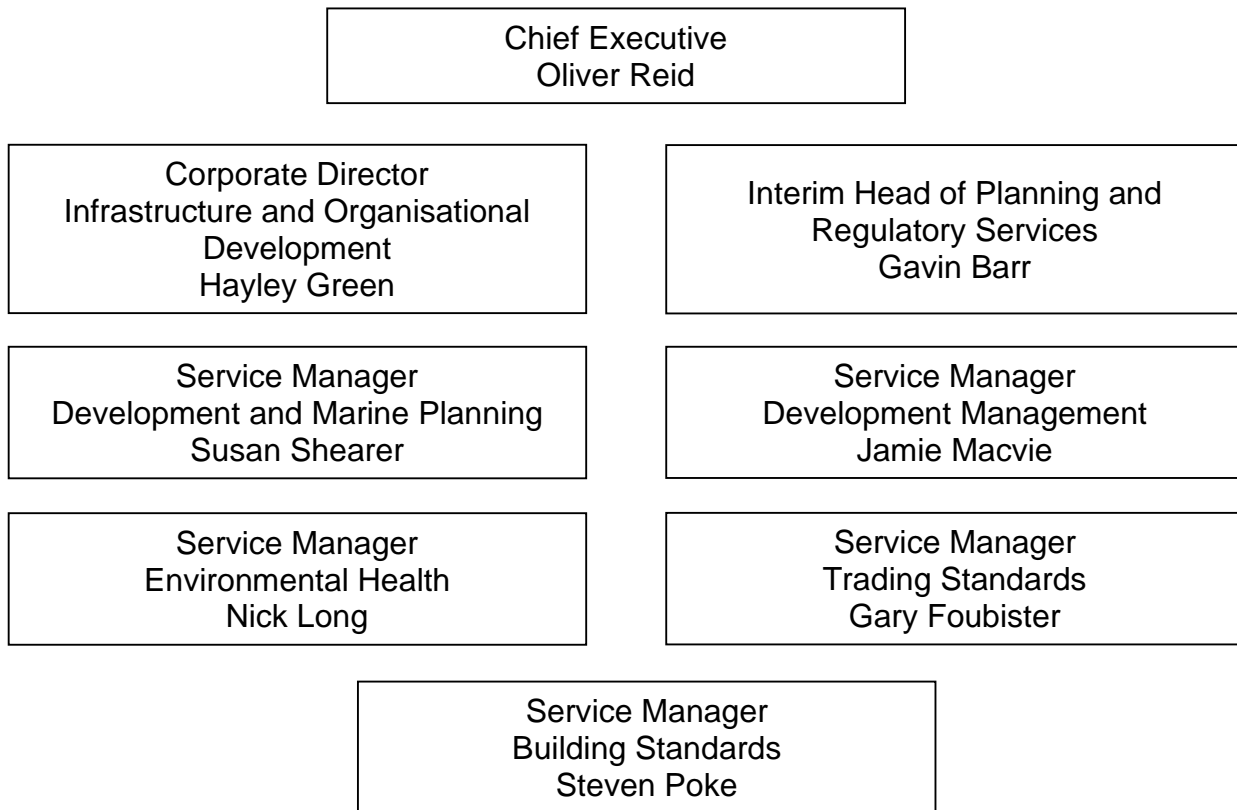 Chief Executive
Oliver Reid
Corporate Director
Infrastructure and Organisational
Development
Hayley Green
Interim Head of Planning and
Regulatory Services
Gavin Barr
Service Manager
Development and Marine Planning
Susan Shearer
Service Manager
Development Management
Jamie Macvie
Service Manager
Environmental Health
Nick Long
Service Manager
Trading Standards
Gary Foubister
Service Manager
Building Standards
Steven Poke